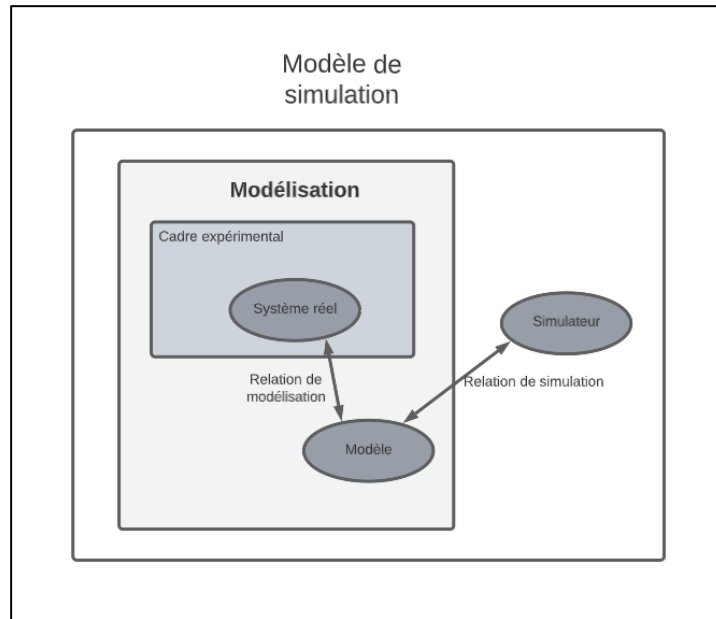 Modèle de
simulation
Modélisation
Cadre expérimental
Système réel
Simulateur
Relation de
modélisation
Relation de simulation
Modèle